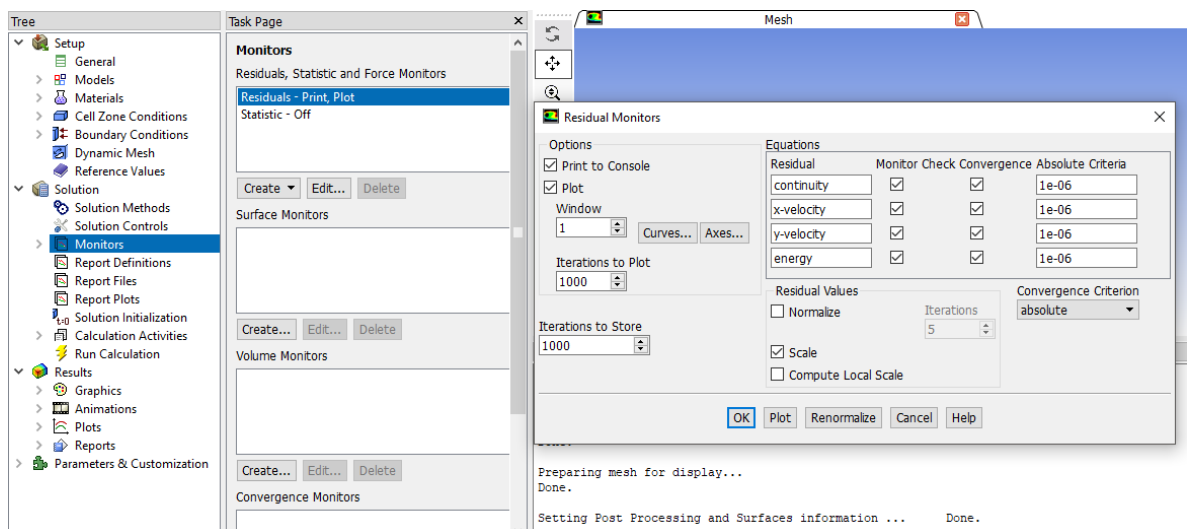 Tree
Setup
General
Models
Materials
Cell Zone Conditions
Boundary Conditions
Dynamic Mesh
Reference Values
Solution
Solution Methods
Solution Controls
Monitors
Report Definitions
Report Files
Report Plots
t=0 Solution Initialization
Calculation Activities
Run Calculation
Results
Graphics
Animations
Plots
Reports
Parameters & Customization
Task Page
Monitors
Residuals, Statistic and Force Monitors
Residuals - Print, Plot
Statistic - Off
Create Edit... Delete
Surface Monitors
Create... Edit... Delete
Volume Monitors
Create... Edit... Delete
Convergence Monitors
Mesh
Residual Monitors
Options
Print to Console
Plot
Window
1 Curves... Axes...
Iterations to Plot
1000
Iterations to Store
1000
Equations
Residual Monitor Check Convergence Absolute Criteria
continuity 1e-06
x-velocity 1e-06
y-velocity 1e-06
energy 1e-06
Residual Values
Normalize Iterations
5
Scale
Compute Local Scale
Convergence Criterion
absolute
OK Plot Renormalize Cancel Help
Preparing mesh for display...
Done.
Setting Post Processing and Surfaces information ... Done.